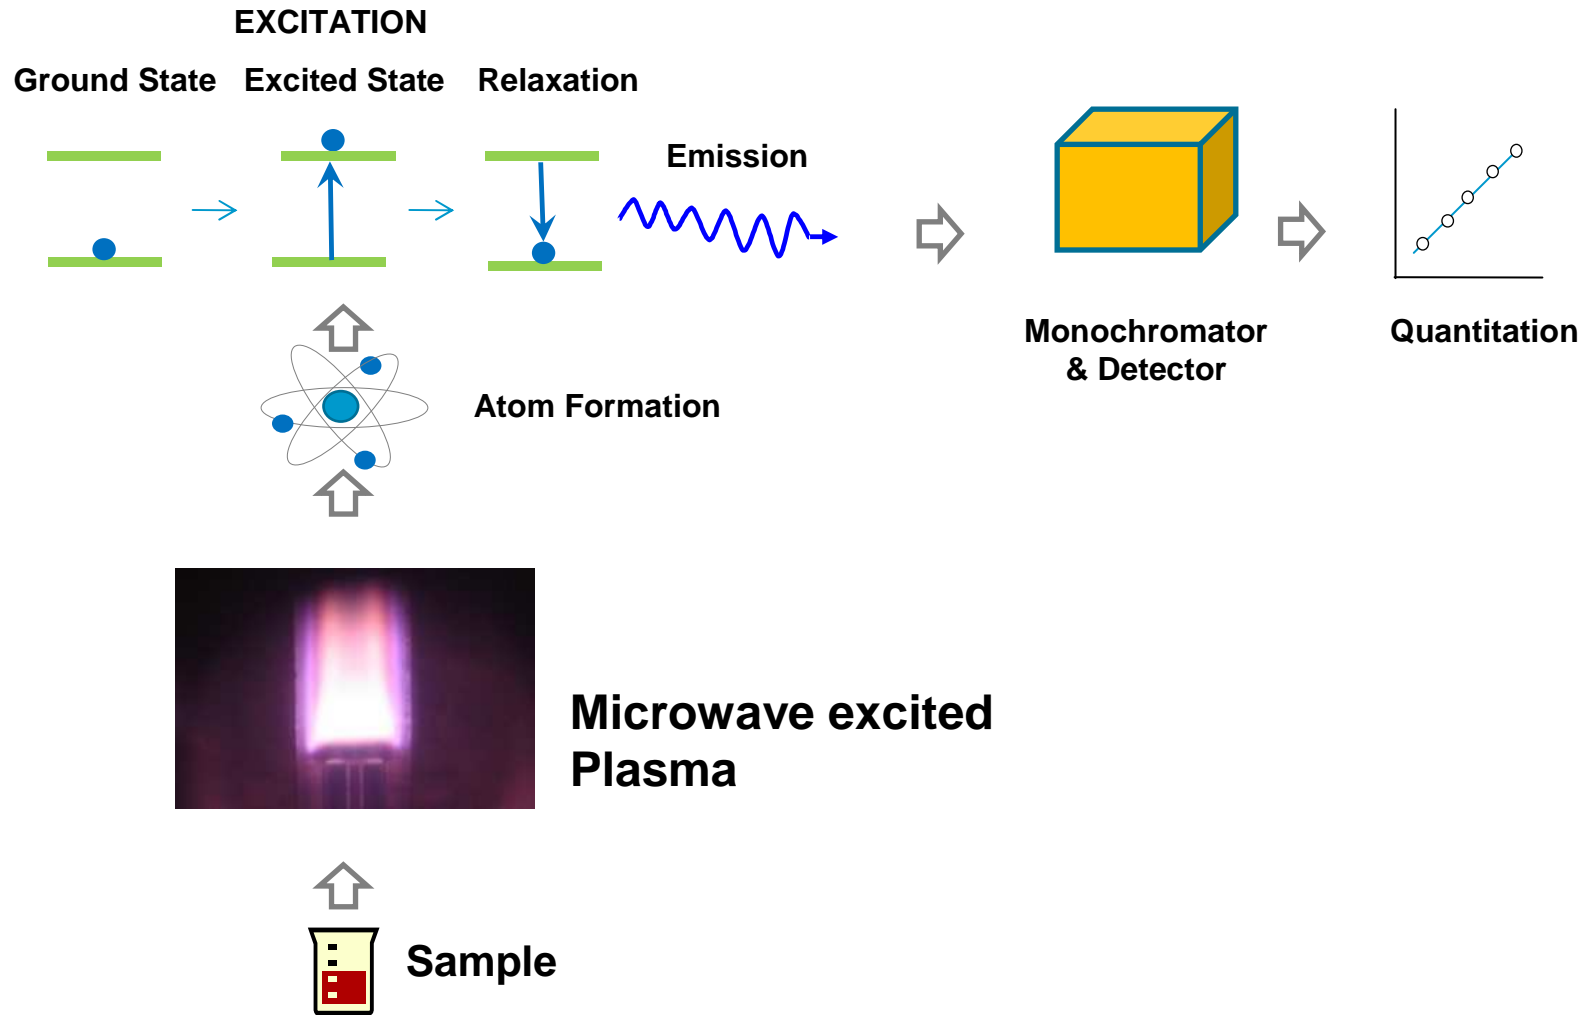 EXCITATION
Ground State
Excited State
Relaxation
Emission
Monochromator
& Detector
Quantitation
Atom Formation
Microwave excited
Plasma
Sample